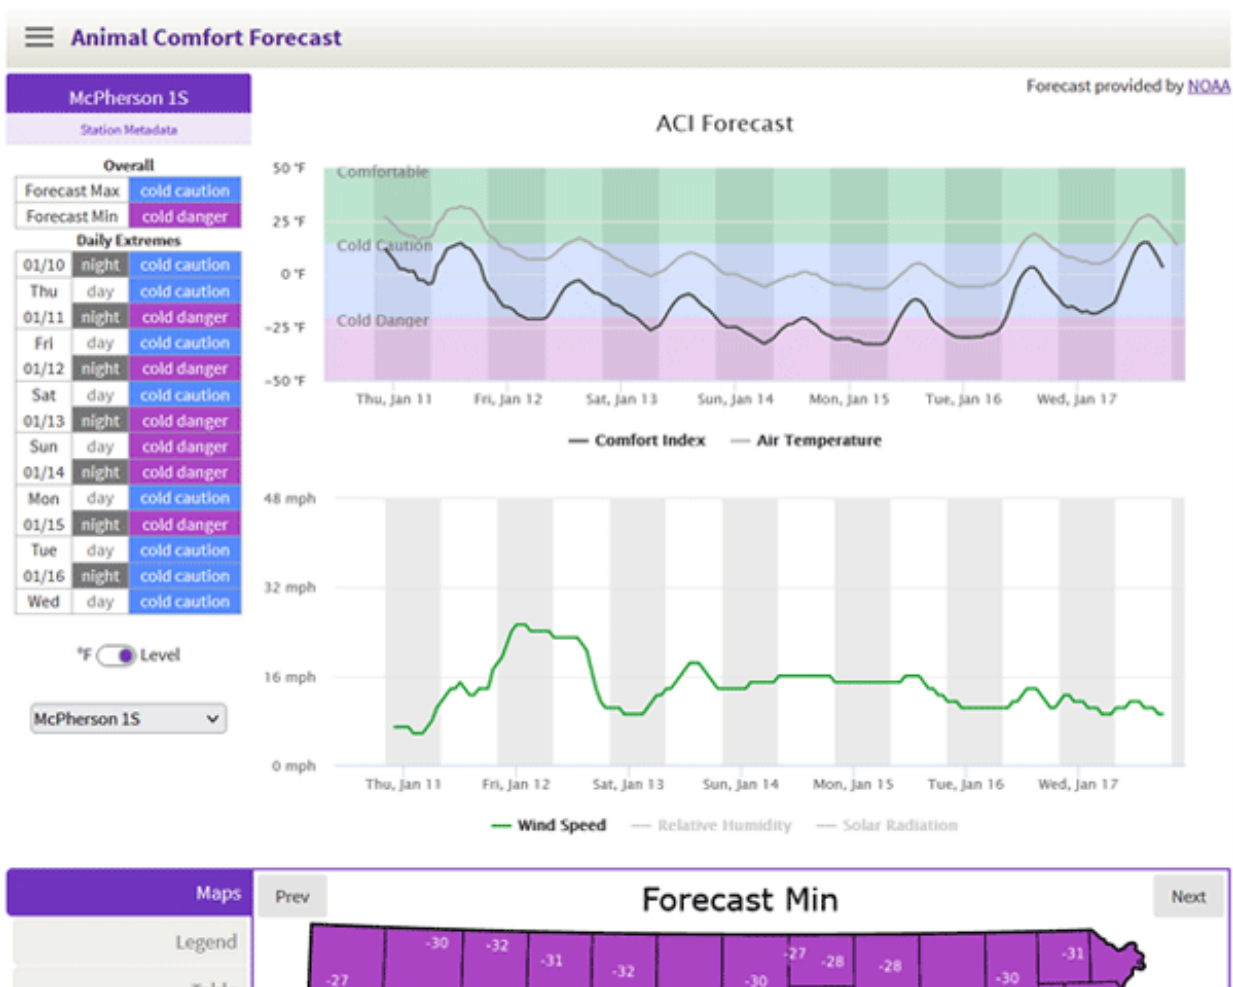 Animal Comfort Forecast
McPherson 1S
Station Metadata
Overall
Forecast Max cold caution
Forecast Min cold danger
Daily Extremes
01/10 night cold caution
Thu day cold caution
01/11 night cold danger
Fri day cold caution
01/12 night cold danger
Sat day cold caution
01/13 night cold danger
Sun day cold danger
01/14 night cold danger
Mon day cold caution
01/15 night cold danger
Tue day cold caution
01/16 night cold caution
Wed day cold caution
°F Level
McPherson 1S
Forecast provided by NOAA
ACI Forecast
50 °F
25 °F
0 °F
-25 °F
-50 °F
Comfortable
Cold Caution
Cold Danger
Thu, Jan 11 Fri, Jan 12 Sat, Jan 13 Sun, Jan 14 Mon, Jan 15 Tue, Jan 16 Wed, Jan 17
Comfort Index Air Temperature
48 mph
32 mph
16 mph
0 mph
Thu, Jan 11 Fri, Jan 12 Sat, Jan 13 Sun, Jan 14 Mon, Jan 15 Tue, Jan 16 Wed, Jan 17
Wind Speed Relative Humidity Solar Radiation
Maps
Legend
Prev Forecast Min Next
-30 -32 -27 -31
-31 -32 -28 -28
-27 -30 -30